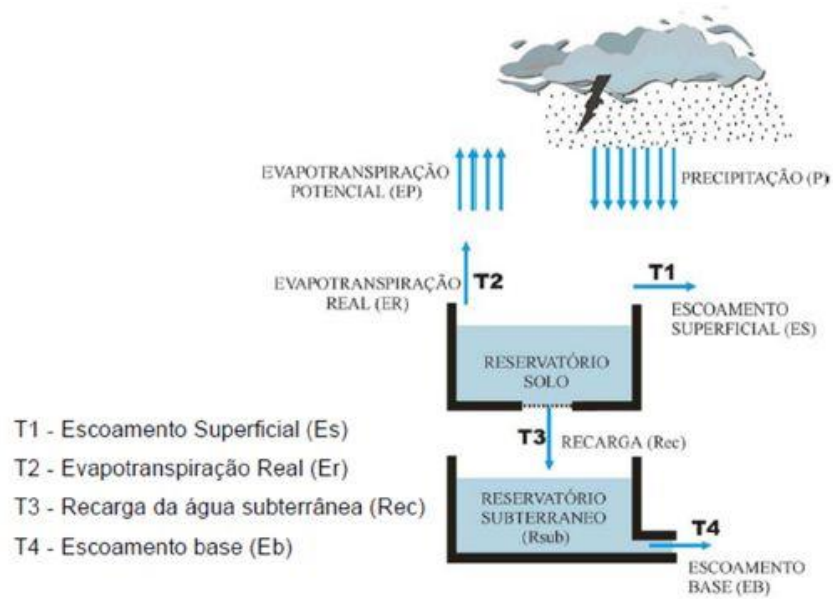 EVAPOTRANSPIRAÇÃO
POTENCIAL (EP)
PRECIPITAÇÃO (P)
EVAPOTRANSPIRAÇÃO
REAL (ER)
T2
T1
ESCOAMENTO
SUPERFICIAL (ES)
RESERVATÓRIO
SOLO
T3
RECARGA (Rec)
T1 - Escoamento Superficial (Es)
T2 - Evapotranspiração Real (Er)
T3 - Recarga da água subterrânea (Rec)
T4 - Escoamento base (Eb)
RESERVATÓRIO
SUBTERRANEO
(Rsub)
T4
ESCOAMENTO
BASE (EB)